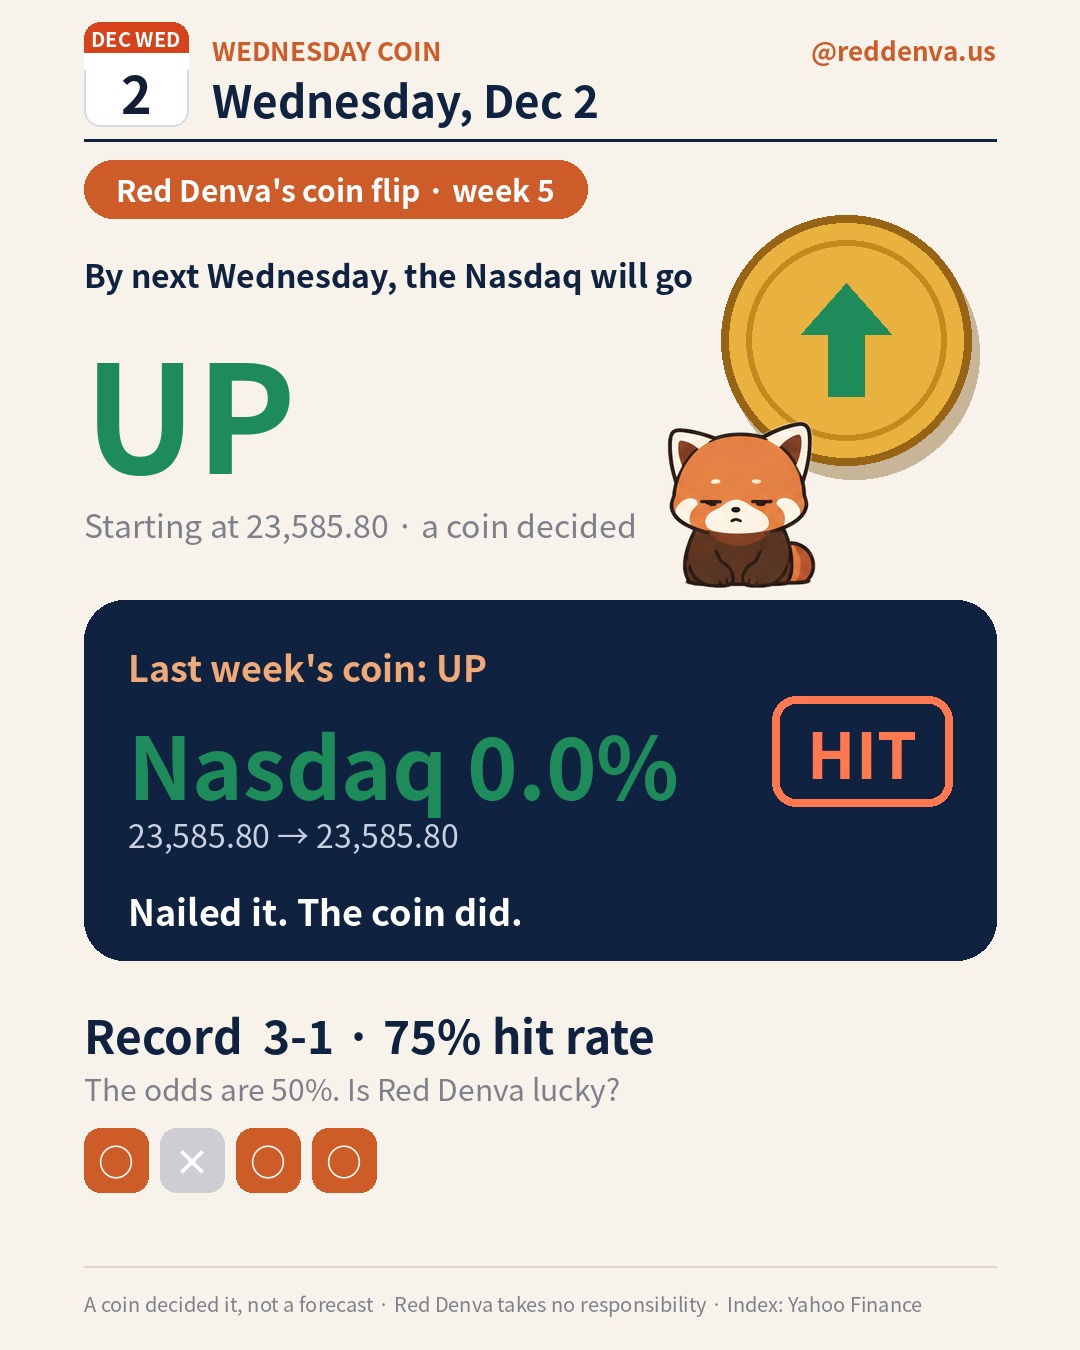 DEC WED
2
WEDNESDAY COIN
Wednesday, Dec 2
@reddenva.us
Red Denva's coin flip · week 5
By next Wednesday, the Nasdaq will go
UP
Starting at 23,585.80 · a coin decided
Last week's coin: UP
Nasdaq 0.0%
23,585.80 → 23,585.80
HIT
Nailed it. The coin did.
Record 3-1 · 75% hit rate
The odds are 50%. Is Red Denva lucky?
○ × ○ ○
A coin decided it, not a forecast · Red Denva takes no responsibility · Index: Yahoo Finance